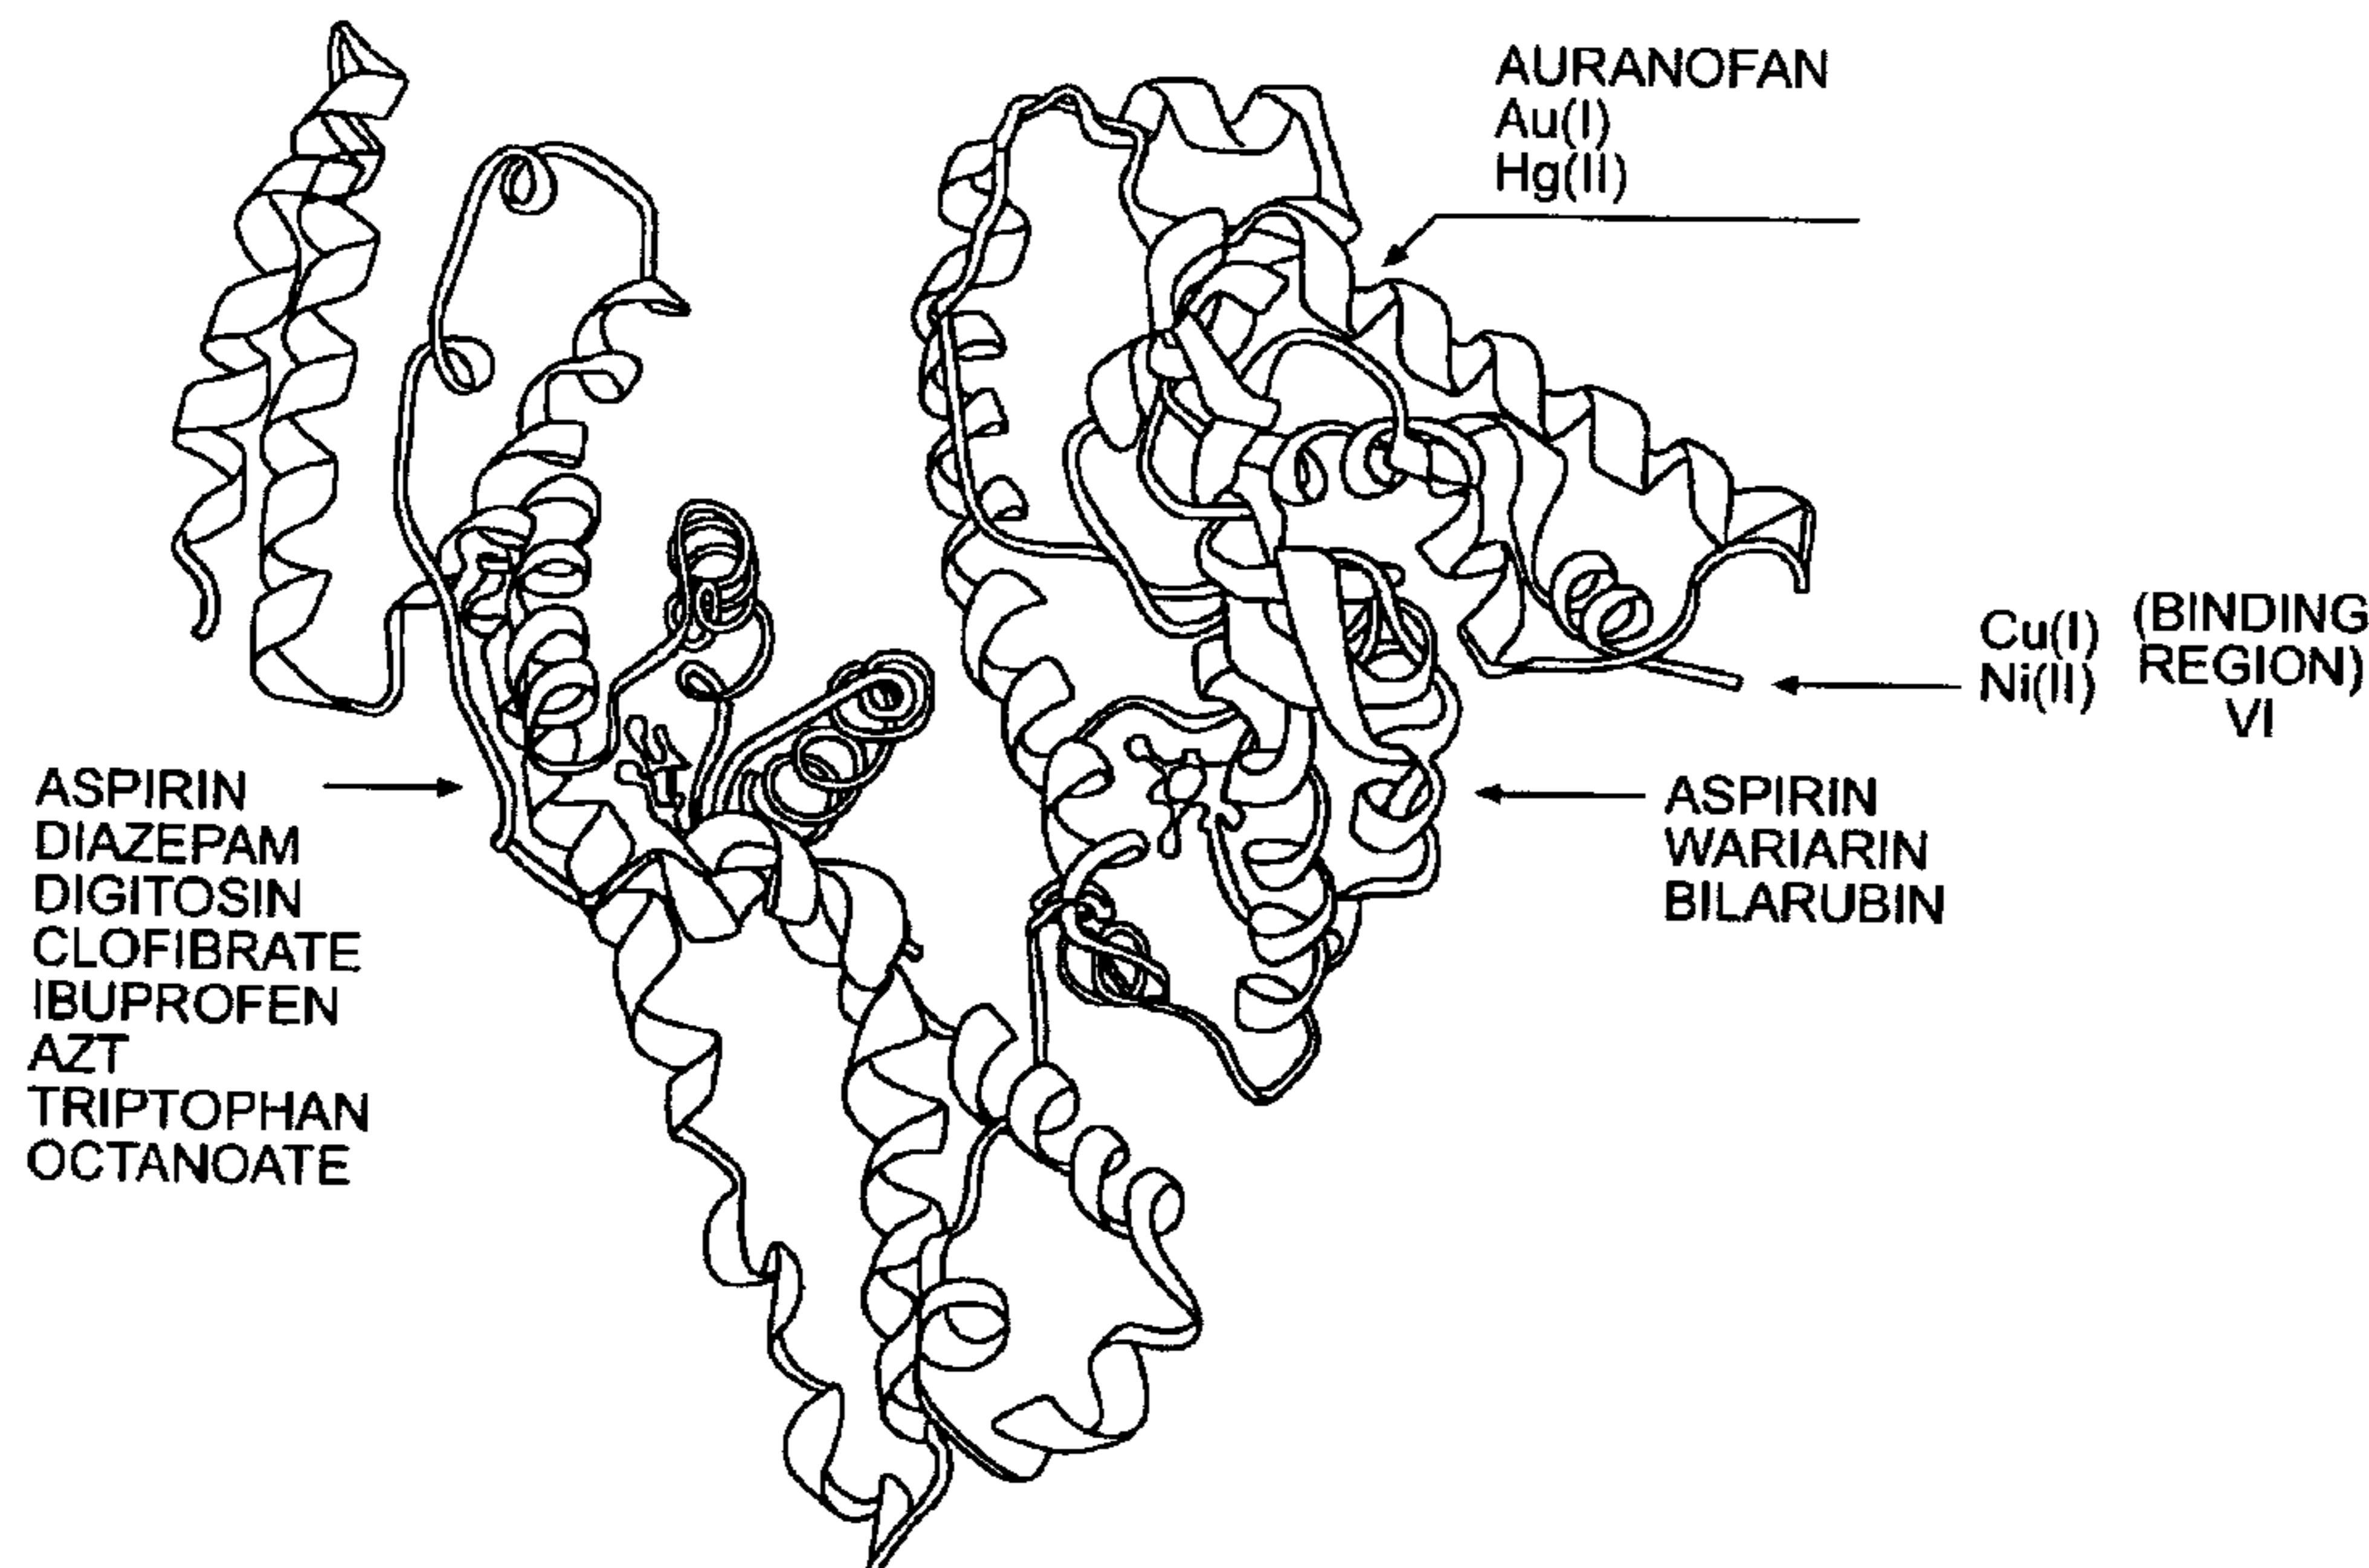 AURANOFAN
Au(I)
Hg(II)
Cu(I)
Ni(II)
(BINDING
REGION)
VI
ASPIRIN
DIAZEPAM
DIGITOSIN
CLOFIBRATE
IBUPROFEN
AZT
TRIPTOPHAN
OCTANOATE
ASPIRIN
WARIARIN
BILARUBIN